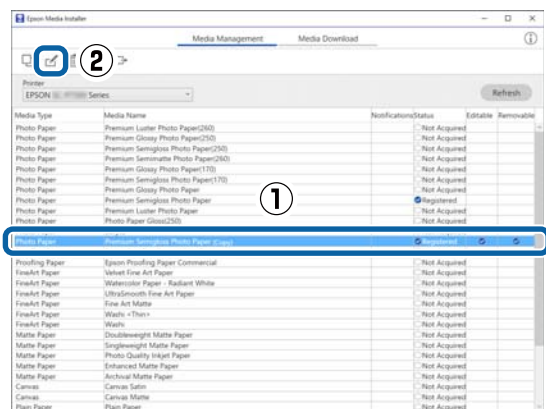 Epson Media Installer
Media Management Media Download
②
Printer
EPSON Series
Refresh
Media Type Media Name Notifications Status Editable Removable
Photo Paper Premium Luster Photo Paper(260) Not Acquired
Photo Paper Premium Glossy Photo Paper(250) Not Acquired
Photo Paper Premium Semigloss Photo Paper(250) Not Acquired
Photo Paper Premium Semimatte Photo Paper(260) Not Acquired
Photo Paper Premium Glossy Photo Paper(170) Not Acquired
Photo Paper Premium Semigloss Photo Paper(170) Not Acquired
Photo Paper Premium Glossy Photo Paper Not Acquired
Photo Paper Premium Semigloss Photo Paper Registered
①
Photo Paper Premium Luster Photo Paper Not Acquired
Photo Paper Photo Paper Gloss(250) Not Acquired
Photo Paper Premium Semigloss Photo Paper (Copy) Registered
Proofing Paper Epson Proofing Paper Commercial Not Acquired
FineArt Paper Velvet Fine Art Paper Not Acquired
FineArt Paper Watercolor Paper - Radiant White Not Acquired
FineArt Paper UltraSmooth Fine Art Paper Not Acquired
FineArt Paper Fine Art Matte Not Acquired
FineArt Paper Washi <Thin> Not Acquired
FineArt Paper Washi Not Acquired
Matte Paper Doubleweight Matte Paper Not Acquired
Matte Paper Singleweight Matte Paper Not Acquired
Matte Paper Photo Quality Inkjet Paper Not Acquired
Matte Paper Enhanced Matte Paper Not Acquired
Matte Paper Archival Matte Paper Not Acquired
Canvas Canvas Satin Not Acquired
Canvas Canvas Matte Not Acquired
Plain Paper Plain Paper Not Acquired